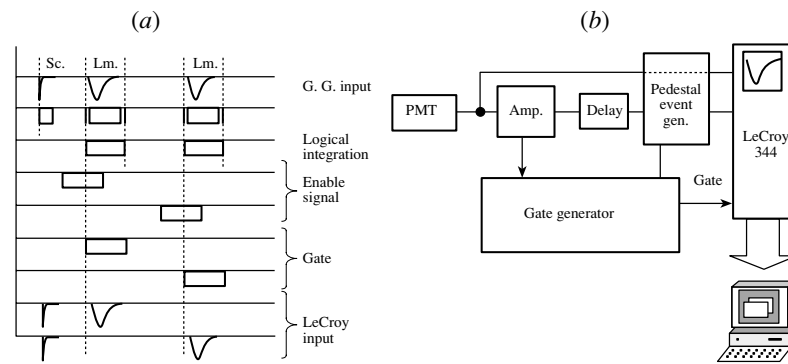 (a)
Sc. Lm. Lm.
G. G. input
Logical
integration
Enable
signal
Gate
LeCroy
input
(b)
PMT
Amp.
Delay
Pedestal
event
gen.
LeCroy
344
Gate
Gate generator